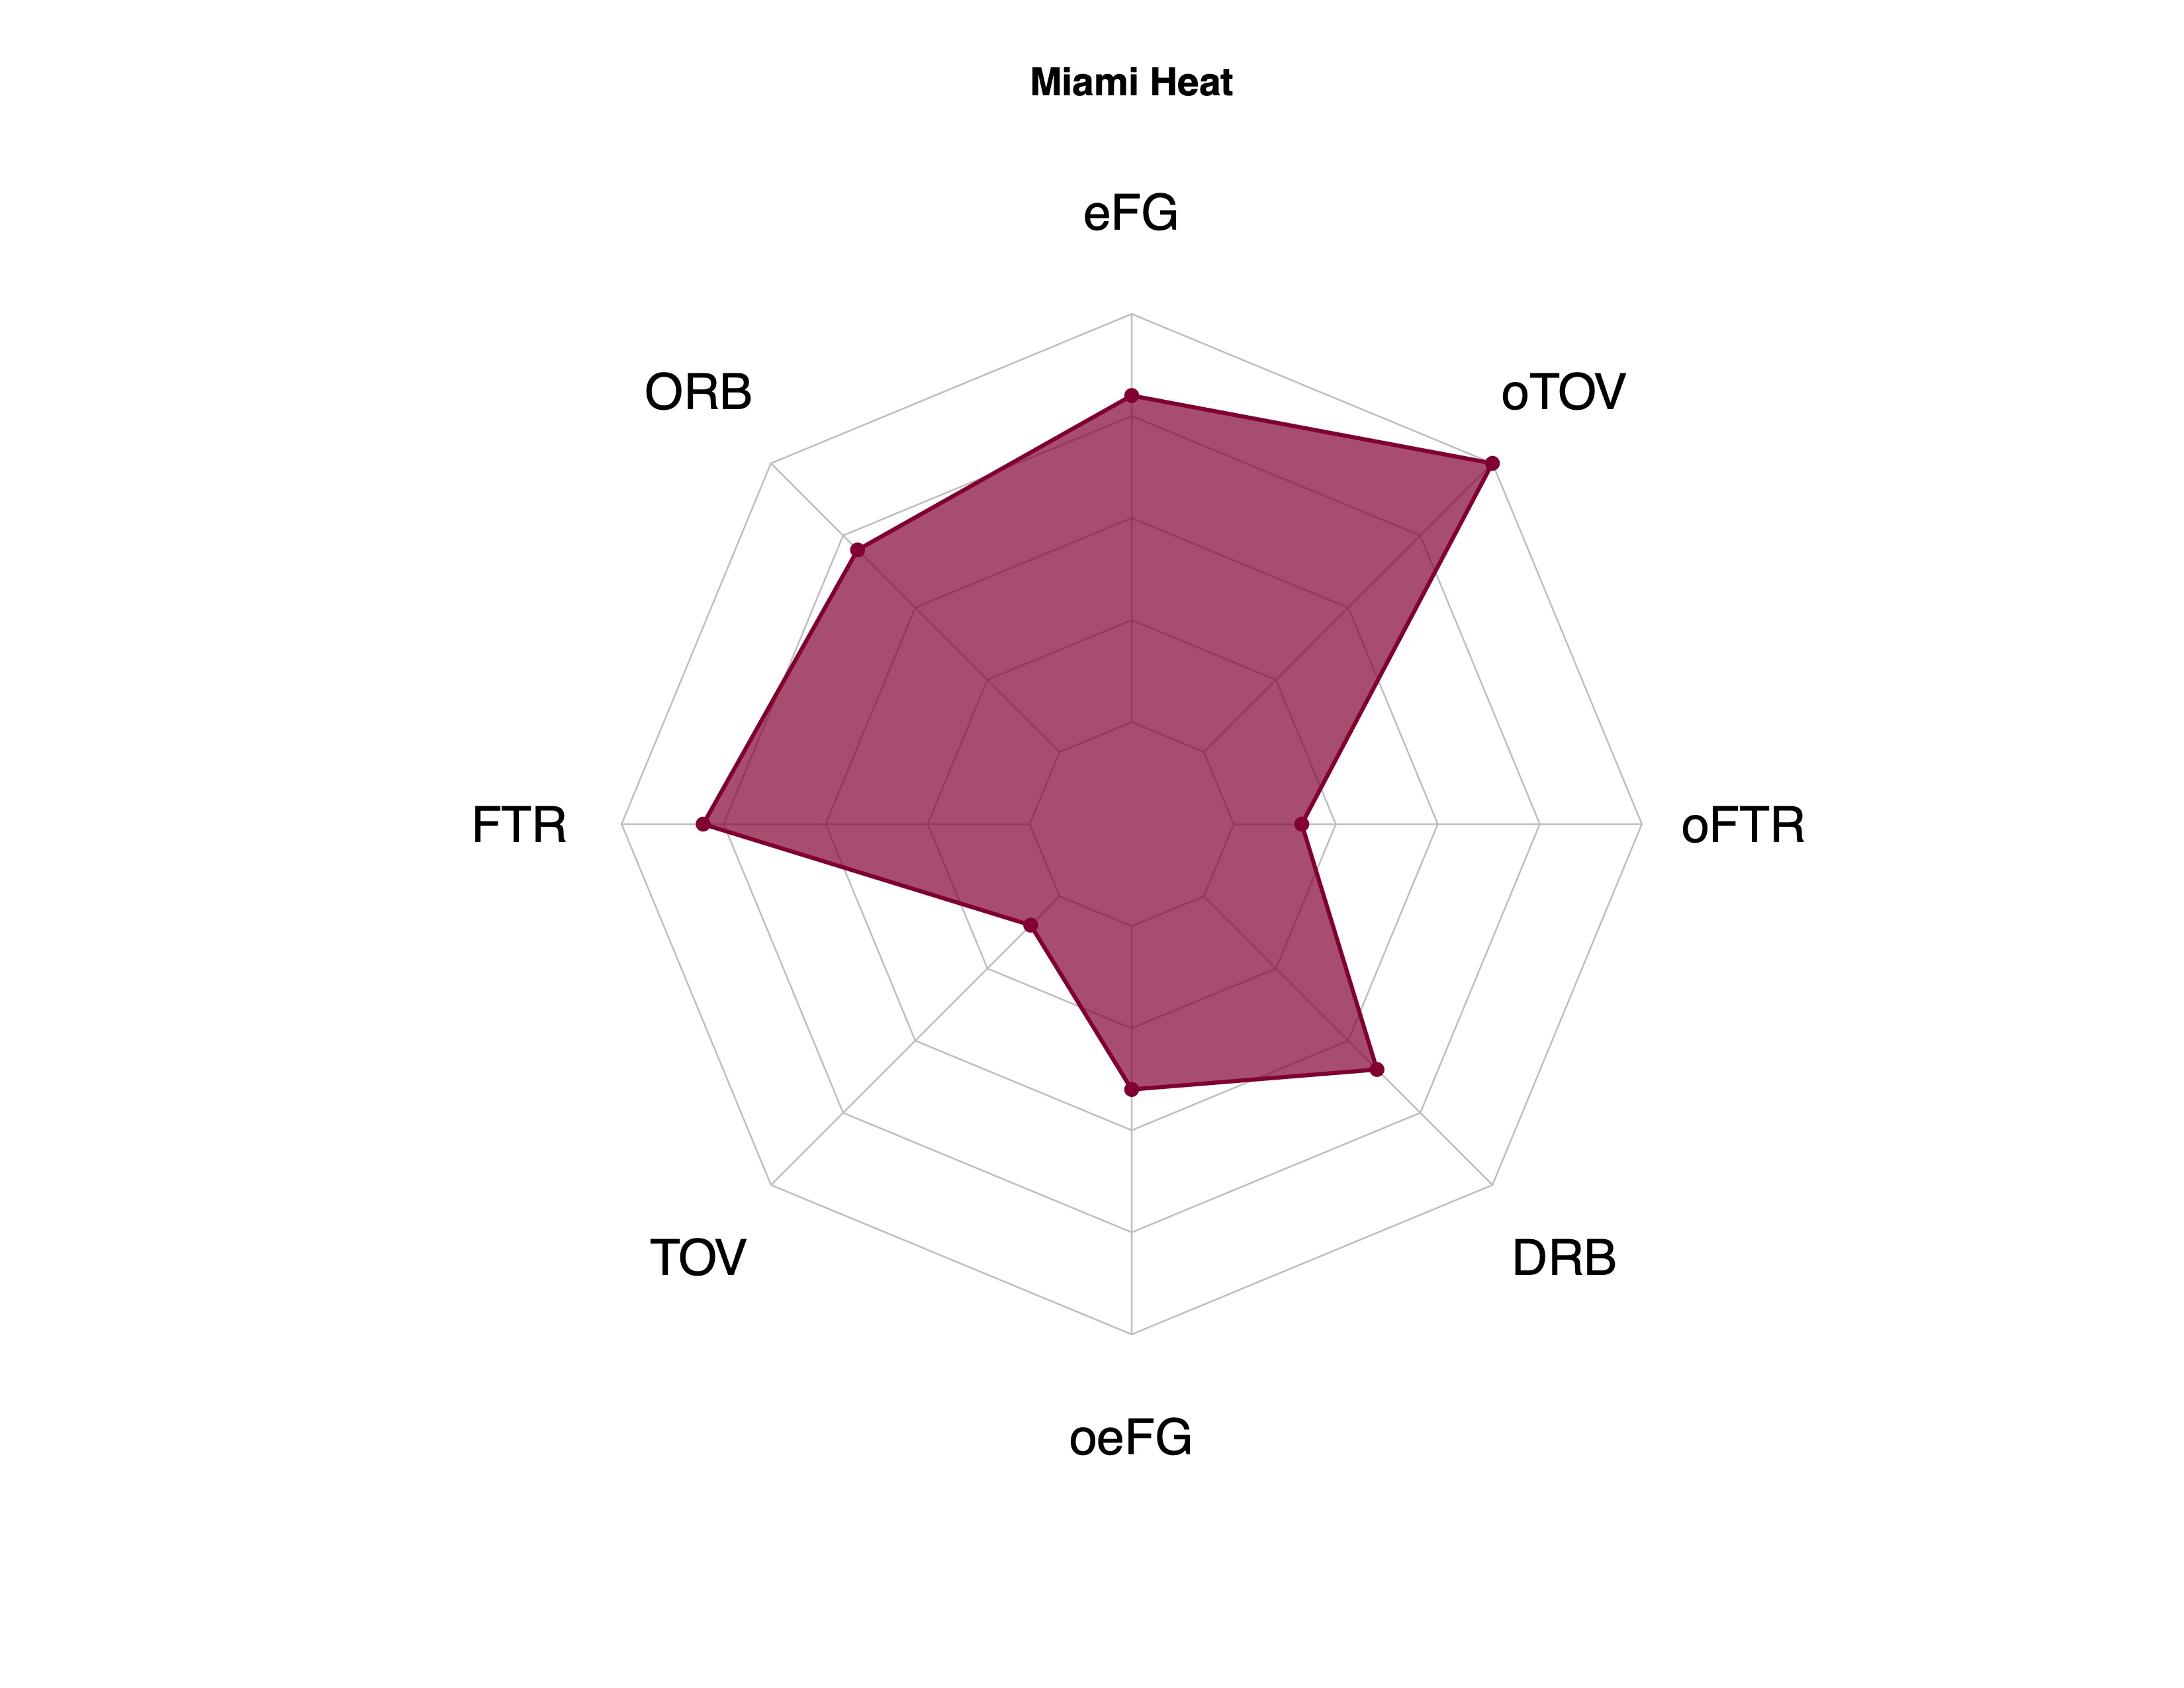 Miami Heat
eFG
ORB
oTOV
FTR
oFTR
TOV
DRB
oeFG